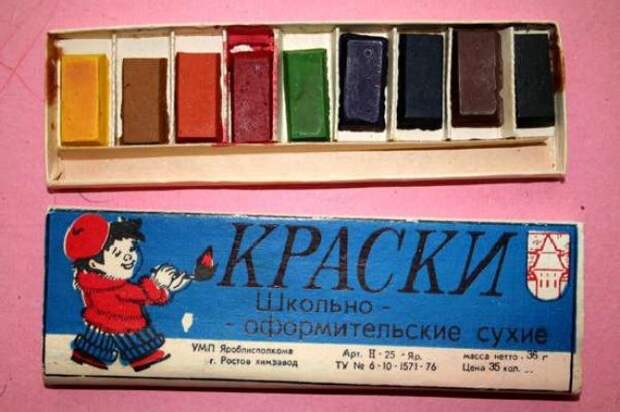 КРАСКИ
Школьно -
- оформительские сухие
УМП Яроблисполкома
г. Ростов химзавод
Арт. Н - 25 - Яр.
ТУ № 6 - 10 - 1571 - 76
масса нетто - 36 г
Цена 35 коп...